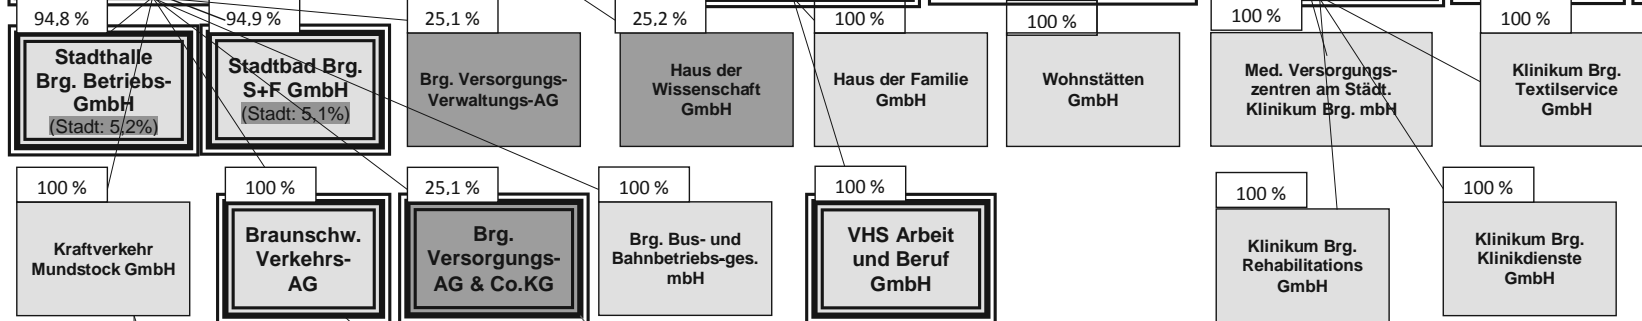 94,8 %
Stadthalle
Brg. Betriebs-
GmbH
(Stadt: 5,2%)
94,9 %
Stadtbad Brg.
S+F GmbH
(Stadt: 5,1%)
25,1 %
Brg. Versorgungs-
Verwaltungs-AG
25,2 %
Haus der
Wissenschaft
GmbH
100 %
Haus der Familie
GmbH
100 %
Wohnstätten
GmbH
100 %
Med. Versorgungs-
zentren am Städt.
Klinikum Brg. mbH
100 %
Klinikum Brg.
Textilservice
GmbH
100 %
Kraftverkehr
Mundstock GmbH
100 %
Braunschw.
Verkehrs-
AG
25,1 %
Brg.
Versorgungs-
AG & Co.KG
100 %
Brg. Bus- und
Bahnbetriebs-ges.
mbH
100 %
VHS Arbeit
und Beruf
GmbH
100 %
Klinikum Brg.
Rehabilitations
GmbH
100 %
Klinikum Brg.
Klinikdienste
GmbH